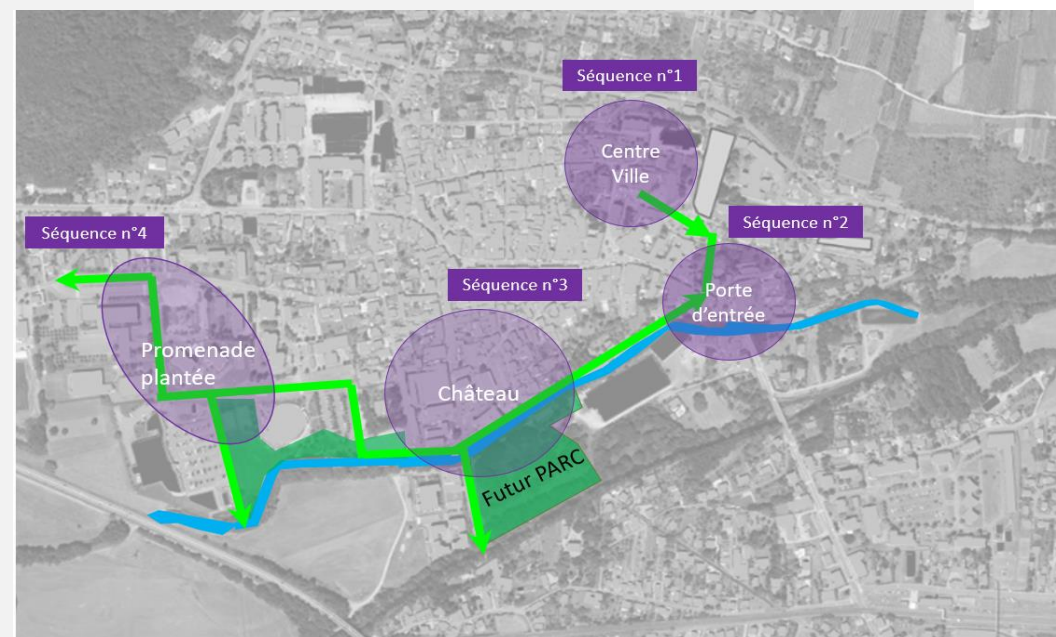 Séquence n°1
Centre
Ville
Séquence n°2
Porte
d'entrée
Séquence n°3
Château
Séquence n°4
Promenade
plantée
Futur PARC